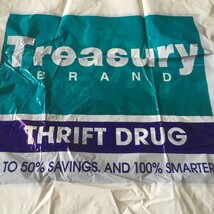 Treasury
BRAND
THRIFT DRUG
TO 50% SAVINGS. AND 100% SMARTER